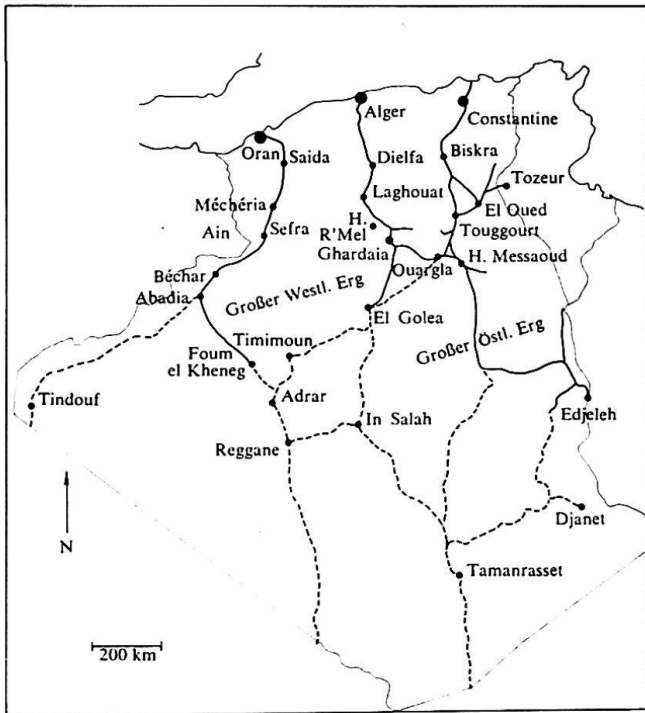 Alger
Constantine
Oran
Saida
Dielfa
Biskra
Tozeur
Laghouat
Méchéria
El Oued
Ain
Sefra
H.
R'Mel
Touggourt
Ghardaia
Ouargla
H. Messaoud
Béchar
Abadia
Großer Westl. Erg
El Golea
Timimoun
Großer Östl. Erg
Foum
el Kheneg
Tindouf
Adrar
In Salah
Edjeleh
Reggane
N
Djanet
Tamanrasset
200 km